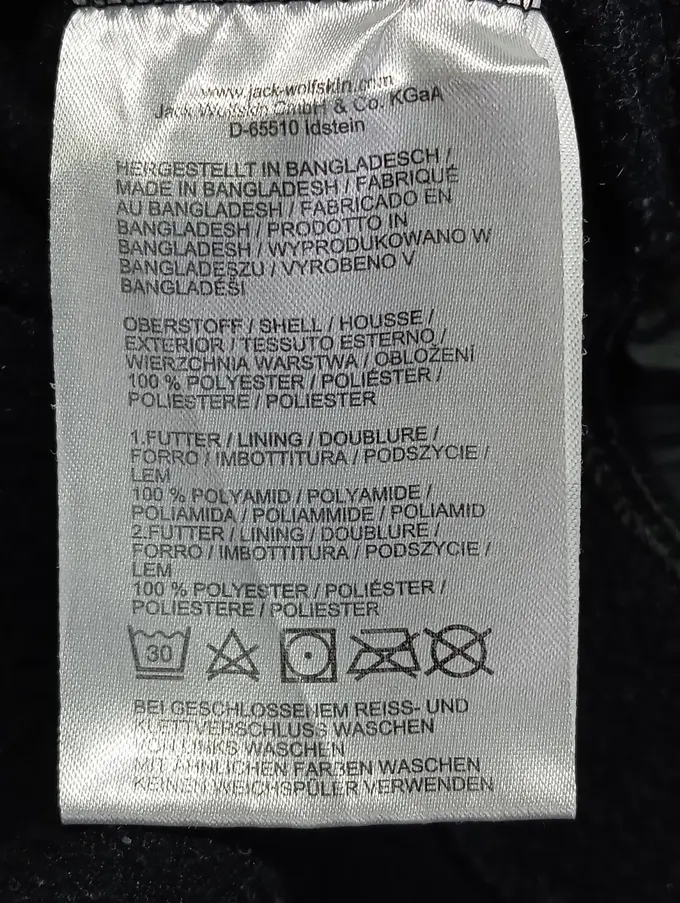 www.jack-wolfskin.com
Jack Wolfskin GmbH & Co. KGaA
D-65510 Idstein
HERGESTELLT IN BANGLADESCH /
MADE IN BANGLADESH / FABRIQUÉ
AU BANGLADESH / FABRICADO EN
BANGLADESH / PRODOTTO IN
BANGLADESH / WYPRODUKOWANO W
BANGLADESZU / VYROBENO V
BANGLADÉŠI
OBERSTOFF / SHELL / HOUSSE /
EXTERIOR / TESSUTO ESTERNO /
WIERZCHNIA WARSTWA / OBLOŽENÍ
100 % POLYESTER / POLIÉSTER /
POLIESTERE / POLIESTER
1.FUTTER / LINING / DOUBLURE /
FORRO / IMBOTTITURA / PODSZYCIE /
LEM
100 % POLYAMID / POLYAMIDE /
POLIAMIDA / POLIAMMIDE / POLIAMID
2.FUTTER / LINING / DOUBLURE /
FORRO / IMBOTTITURA / PODSZYCIE /
LEM
100 % POLYESTER / POLIÉSTER /
POLIESTERE / POLIESTER
30
BEI GESCHLOSSENEM REISS- UND
KLETTVERSCHLUSS WASCHEN
VON LINKS WASCHEN
MIT ÄHNLICHEN FARBEN WASCHEN
KEINEN WEICHSPÜLER VERWENDEN